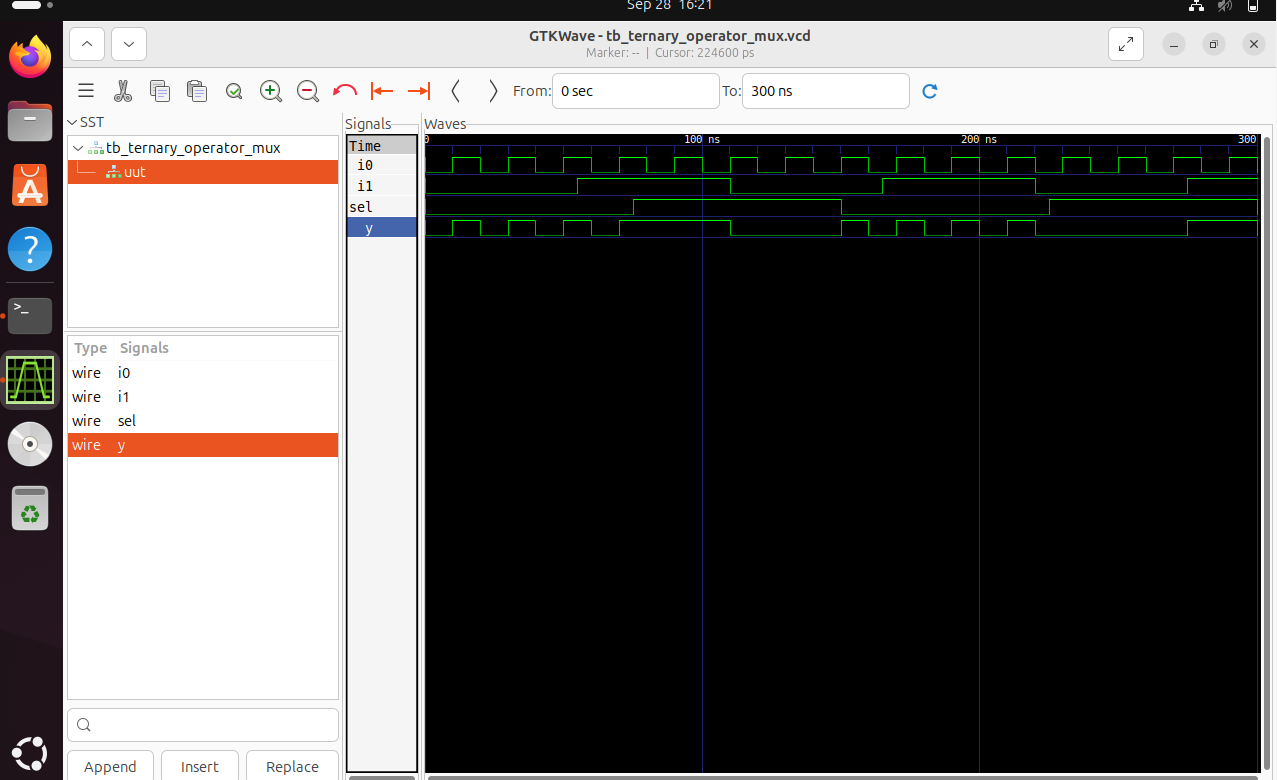 Sep 28 16:21
GTKWave - tb_ternary_operator_mux.vcd
Marker: -- | Cursor: 224600 ps
From: 0 sec To: 300 ns
SST
tb_ternary_operator_mux
uut
Type Signals
wire i0
wire i1
wire sel
wire y
Append Insert Replace
Signals
Time
i0
i1
sel
y
Waves
0 100 ns 200 ns 300